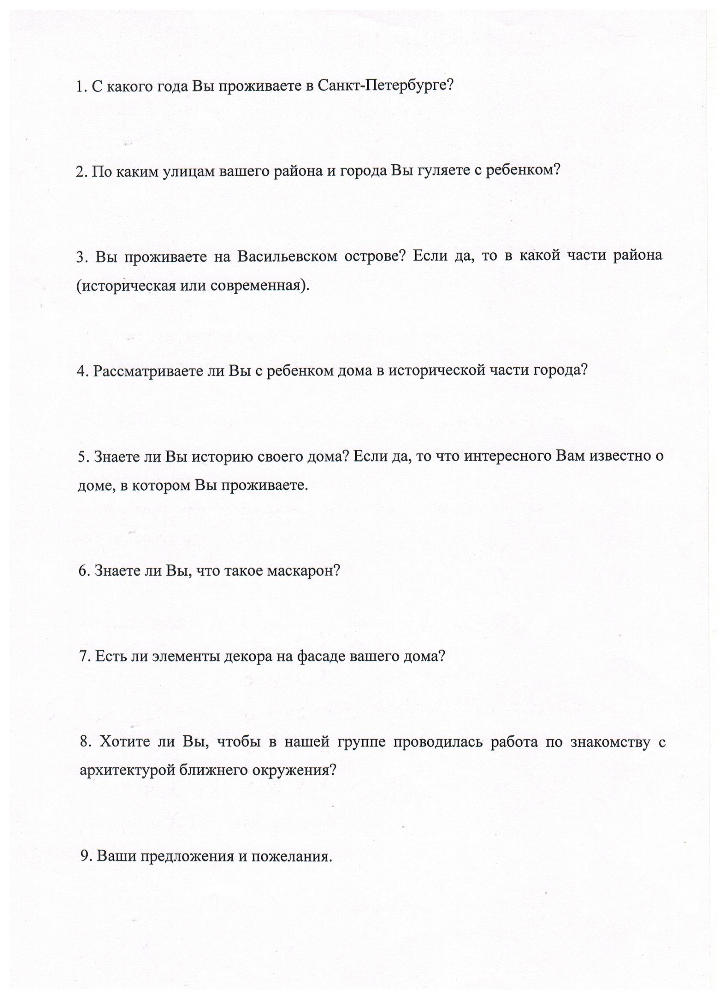 1. С какого года Вы проживаете в Санкт-Петербурге?
2. По каким улицам вашего района и города Вы гуляете с ребенком?
3. Вы проживаете на Васильевском острове? Если да, то в какой части района
(историческая или современная).
4. Рассматриваете ли Вы с ребенком дома в исторической части города?
5. Знаете ли Вы историю своего дома? Если да, то что интересного Вам известно о
доме, в котором Вы проживаете.
6. Знаете ли Вы, что такое маскарон?
7. Есть ли элементы декора на фасаде вашего дома?
8. Хотите ли Вы, чтобы в нашей группе проводилась работа по знакомству с
архитектурой ближнего окружения?
9. Ваши предложения и пожелания.